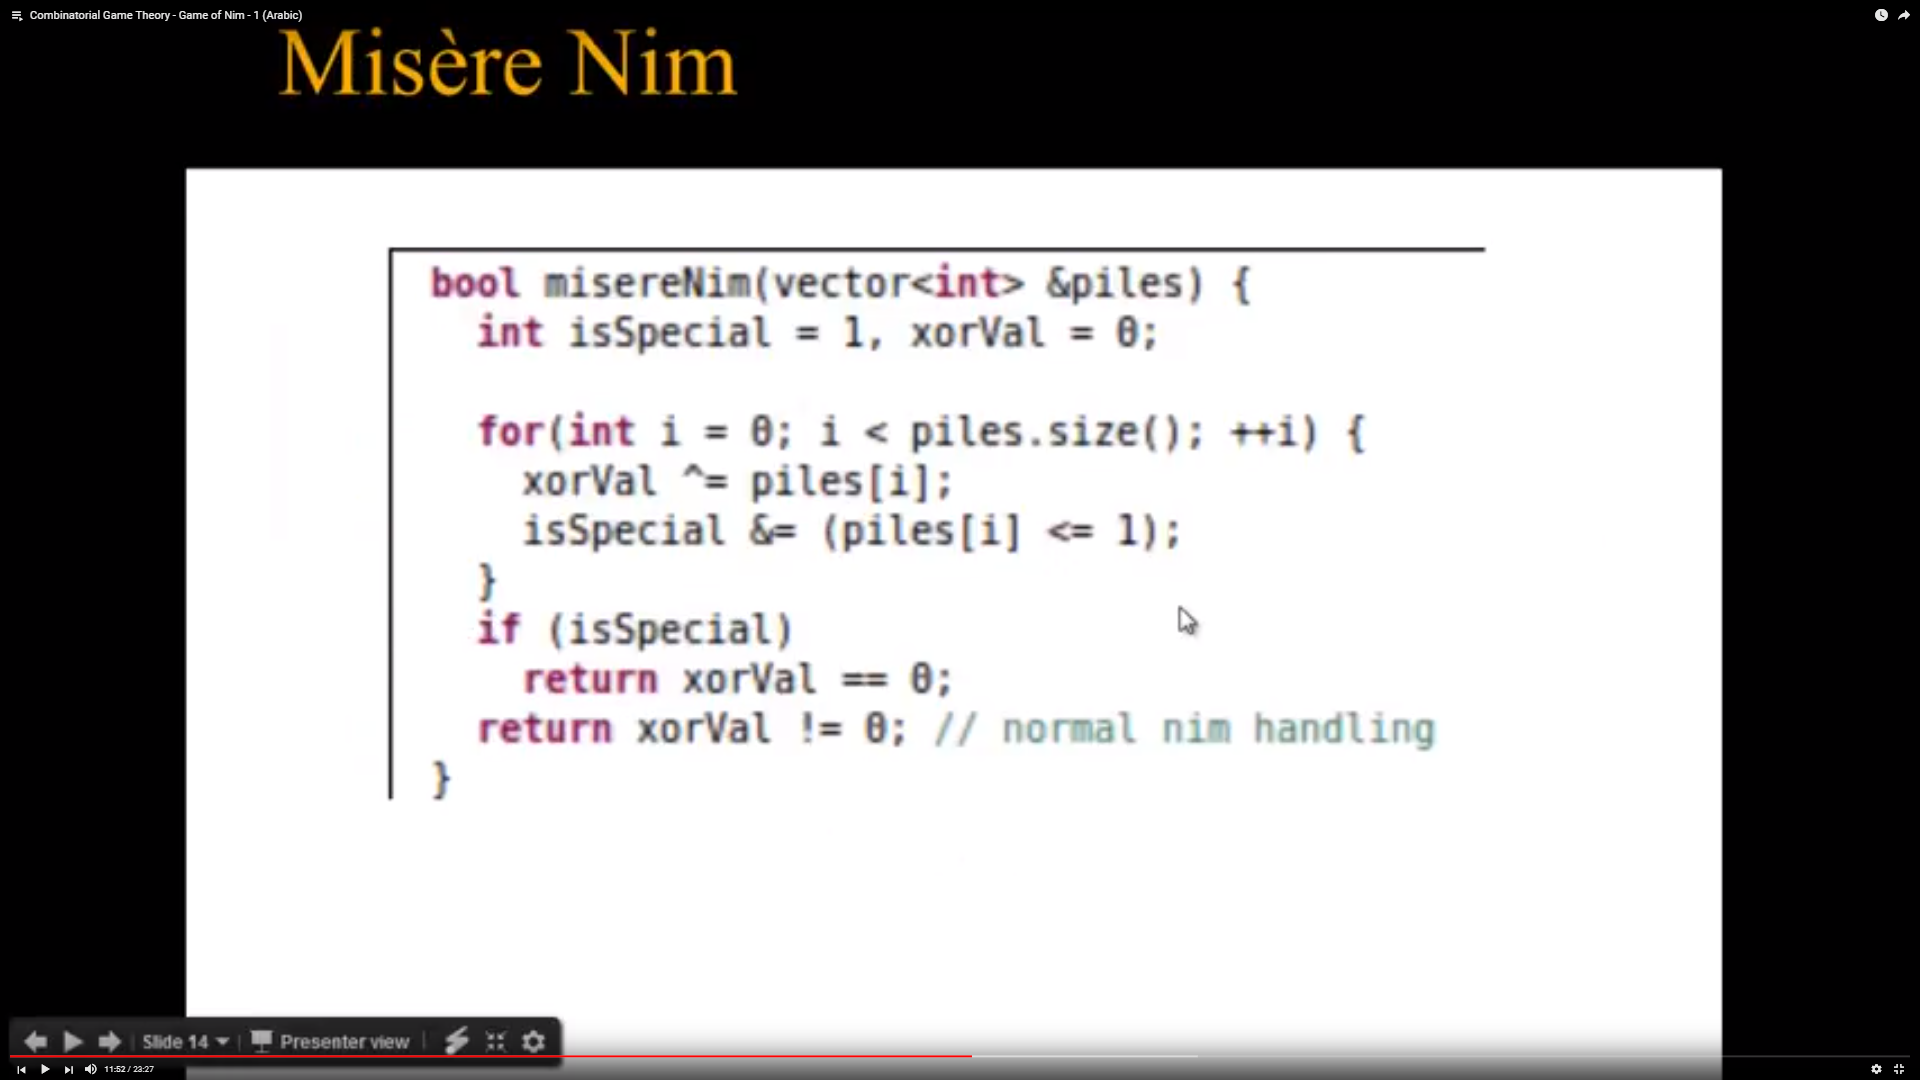 Combinatorial Game Theory - Game of Nim - 1 (Arabic)
Misère Nim
bool misereNim(vector<int> &piles) {
int isSpecial = 1, xorVal = 0;
for(int i = 0; i < piles.size(); ++i) {
xorVal ^= piles[i];
isSpecial &= (piles[i] <= 1);
}
if (isSpecial)
return xorVal == 0;
return xorVal != 0; // normal nim handling
}
Slide 14 Presenter view
11:52 / 23:27